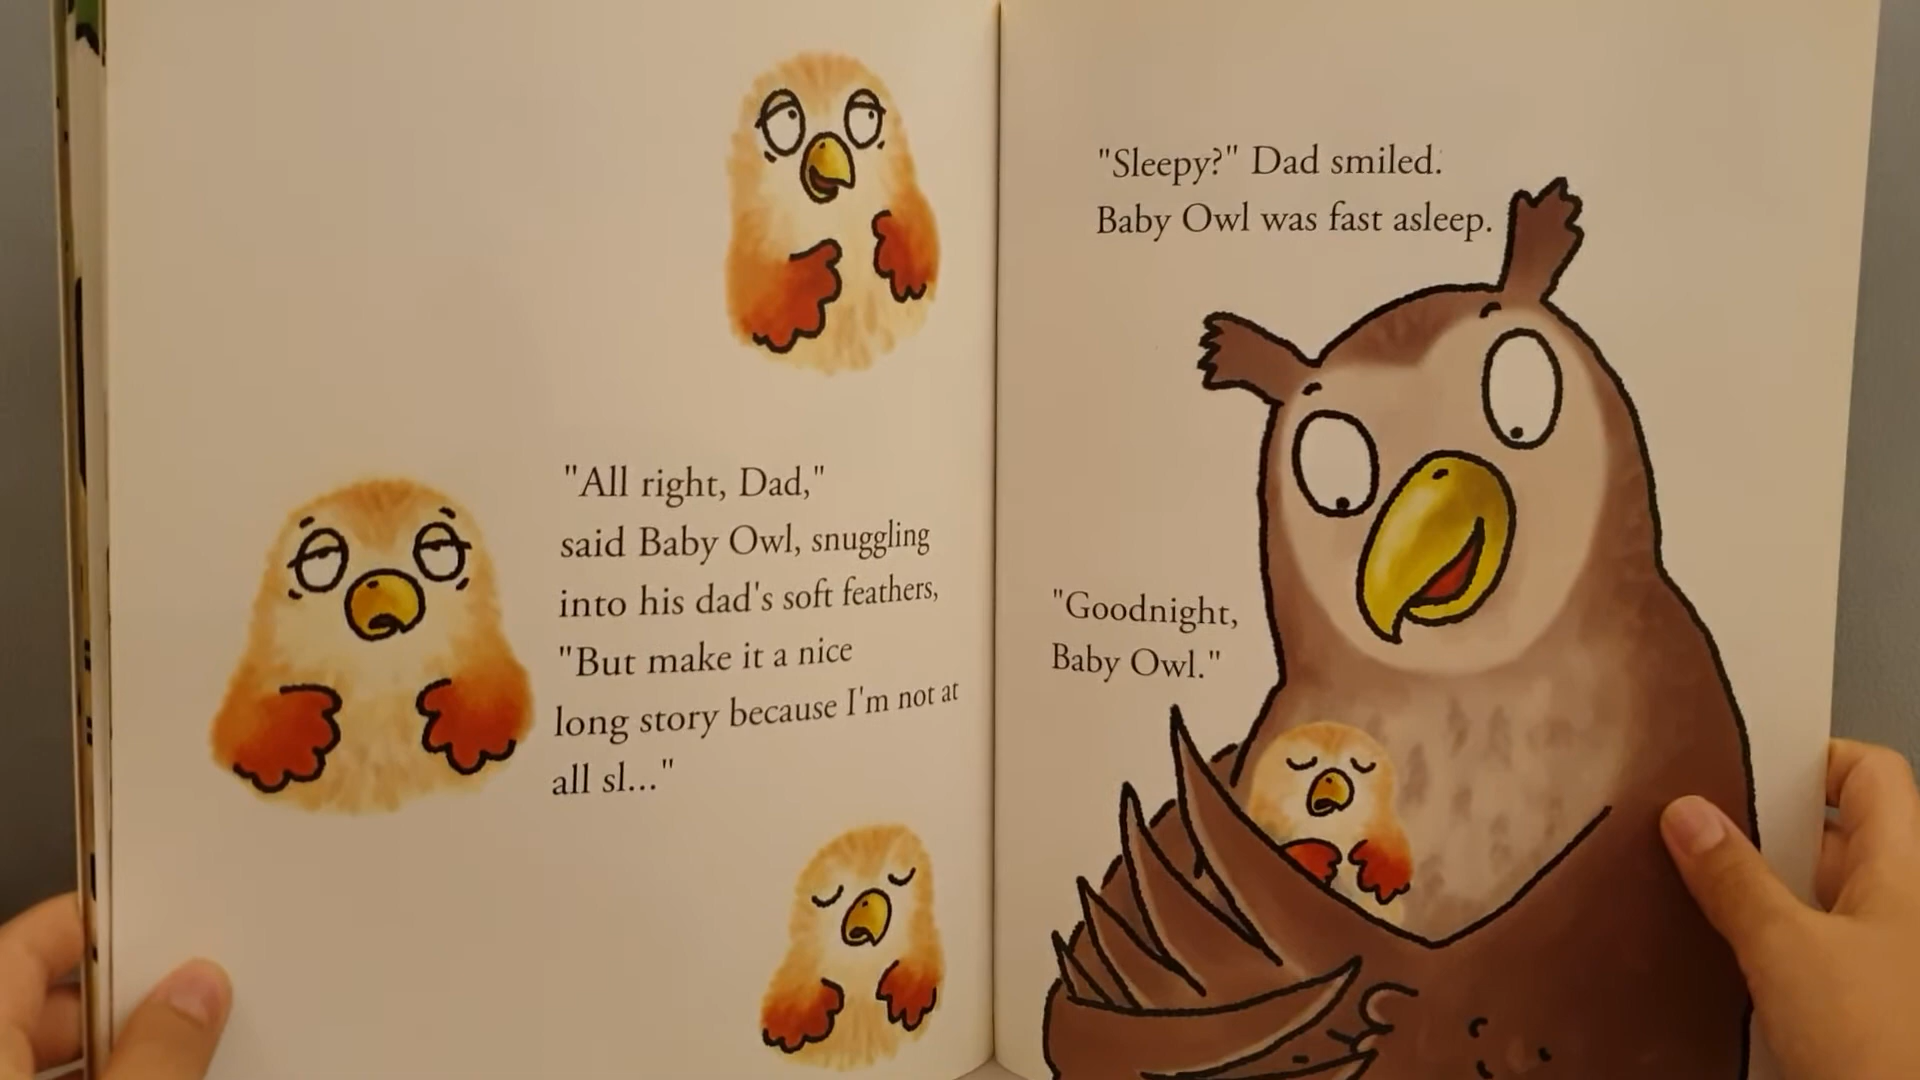 "All right, Dad,"
said Baby Owl, snuggling
into his dad's soft feathers,
"But make it a nice
long story because I'm not at
all sl..."
"Sleepy?" Dad smiled.
Baby Owl was fast asleep.
"Goodnight,
Baby Owl."